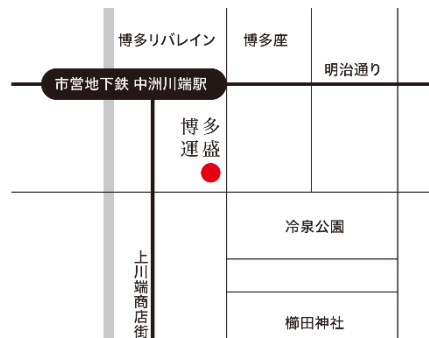 博多リバレイン
博多座
明治通り
市営地下鉄 中洲川端駅
博多
運盛
冷泉公園
上川端商店街
櫛田神社